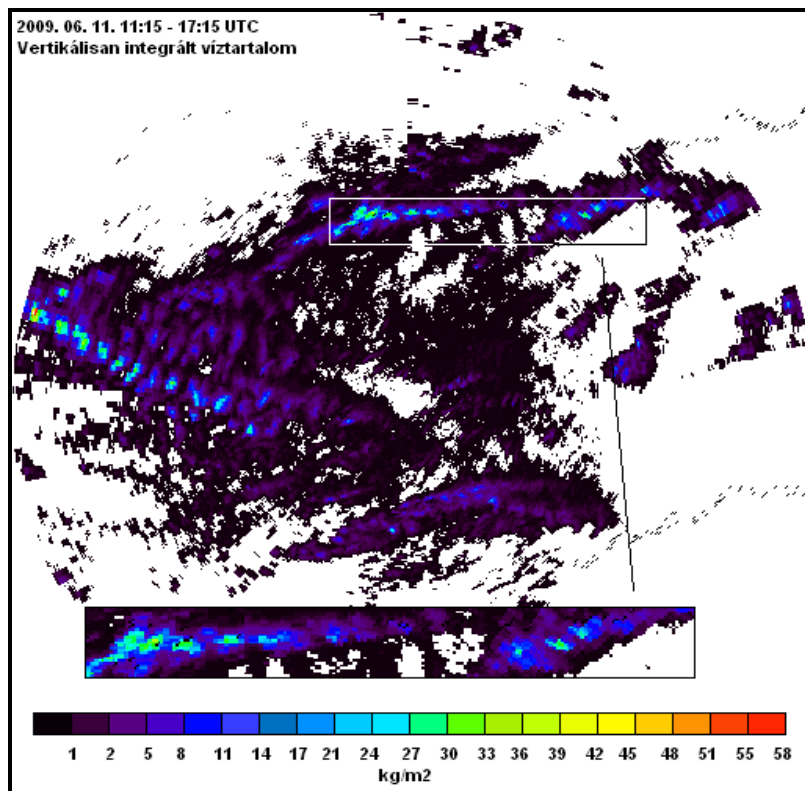 2009. 06. 11. 11:15 - 17:15 UTC
Vertikálisan integrált víztartalom
1 2 5 8 11 14 17 21 24 27 30 33 36 39 42 45 48 51 55 58
kg/m2